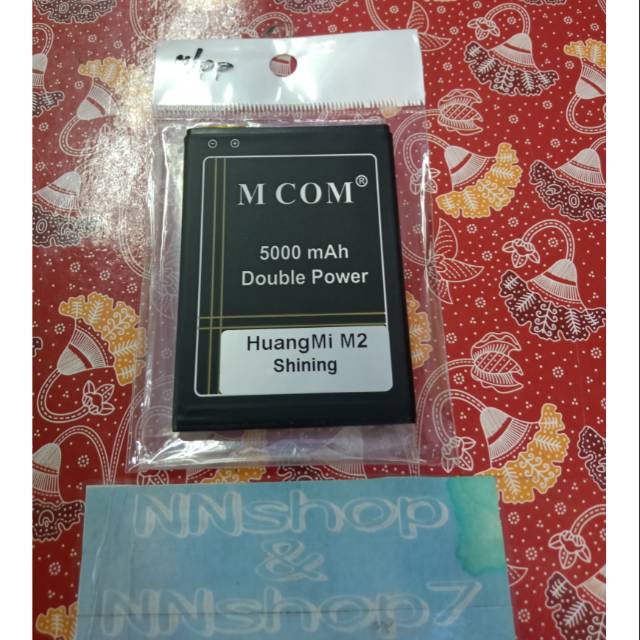 M COM®
5000 mAh
Double Power
HuangMi M2
Shining
NNshop
&
NNshop7